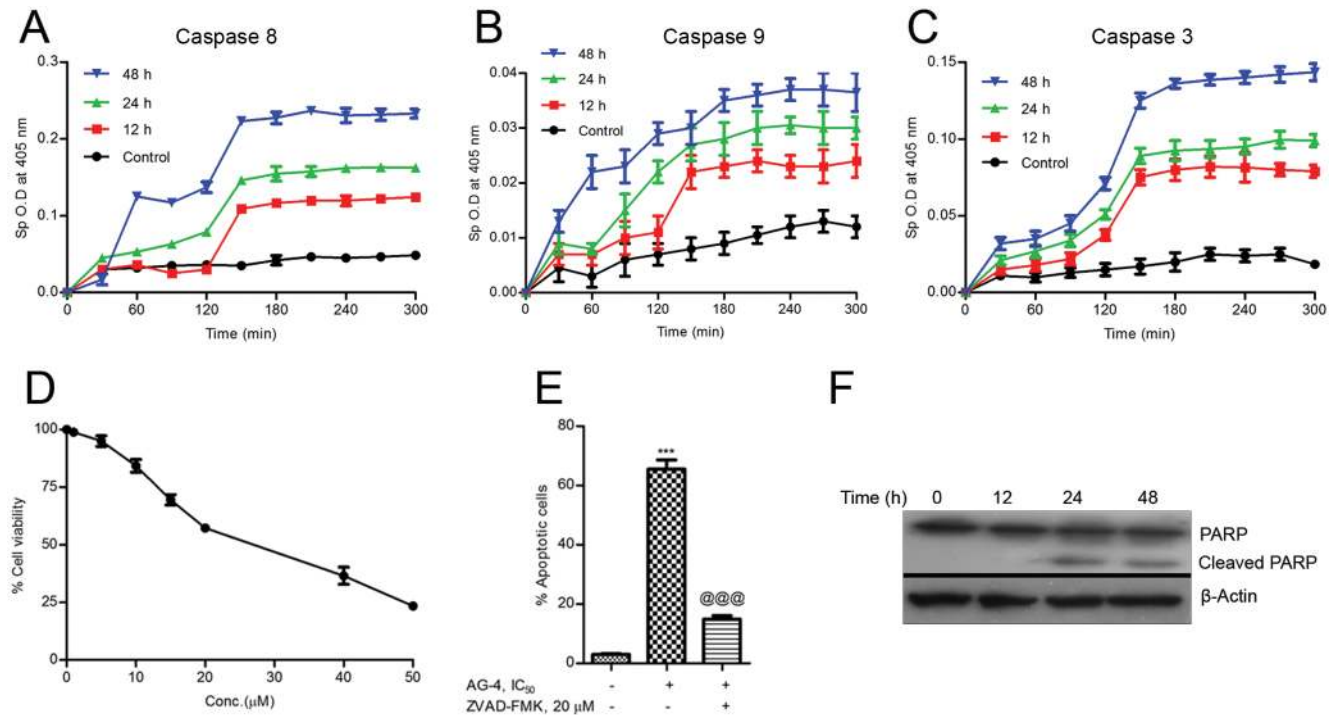 A
Caspase 8
0.3
0.2
0.1
0.0
Sp O.D at 405 nm
48 h
24 h
12 h
Control
0 60 120 180 240 300
Time (min)
B
Caspase 9
0.04
0.03
0.02
0.01
0.00
Sp O.D at 405 nm
48 h
24 h
12 h
Control
0 60 120 180 240 300
Time (min)
C
Caspase 3
0.15
0.10
0.05
0.00
Sp O.D at 405 nm
48 h
24 h
12 h
Control
0 60 120 180 240 300
Time (min)
D
100
75
50
25
0
% Cell viability
0 10 20 30 40 50
Conc.(μM)
E
80
60
40
20
0
% Apoptotic cells
***
@@@
AG-4, IC50 - + +
ZVAD-FMK, 20 μM - - +
F
Time (h) 0 12 24 48
PARP
Cleaved PARP
β-Actin